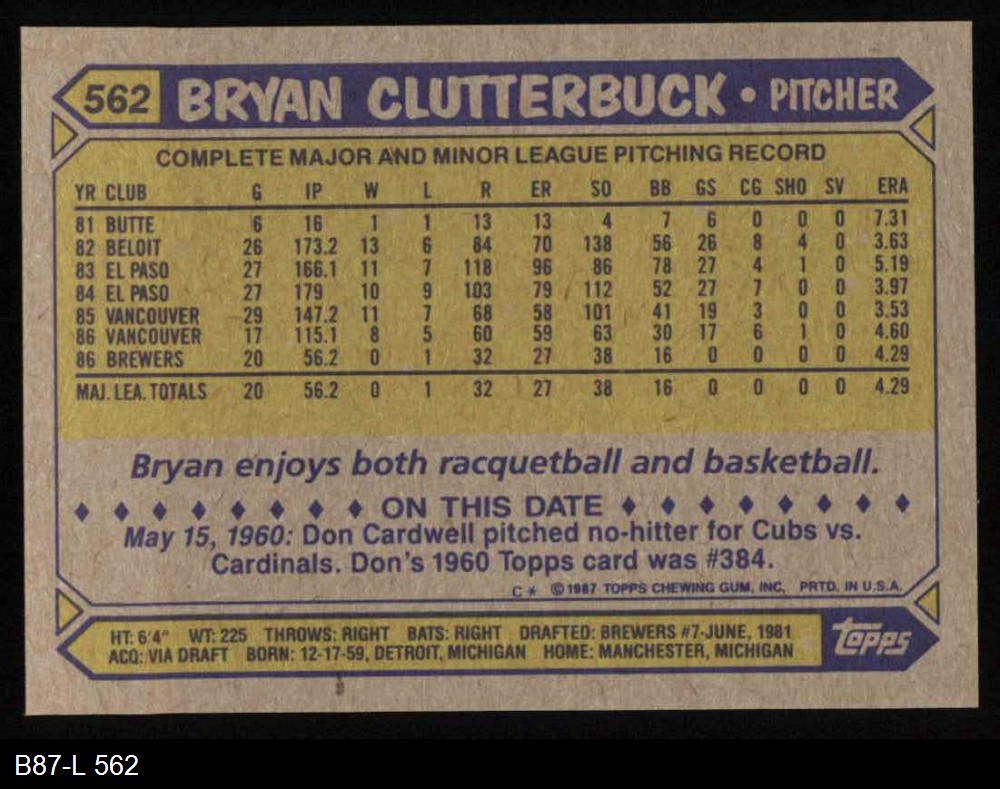 562 BRYAN CLUTTERBUCK • PITCHER
COMPLETE MAJOR AND MINOR LEAGUE PITCHING RECORD
YR CLUB G IP W L R ER SO BB GS CG SHO SV ERA
81 BUTTE 6 16 1 1 13 13 4 7 6 0 0 0 7.31
82 BELOIT 26 173.2 13 6 84 70 138 56 26 8 4 0 3.63
83 EL PASO 27 166.1 11 7 118 96 86 78 27 4 1 0 5.19
84 EL PASO 27 179 10 9 103 79 112 52 27 7 0 0 3.97
85 VANCOUVER 29 147.2 11 7 68 58 101 41 19 3 0 0 3.53
86 VANCOUVER 17 115.1 8 5 60 59 63 30 17 6 1 0 4.60
86 BREWERS 20 56.2 0 1 32 27 38 16 0 0 0 0 4.29
MAJ. LEA. TOTALS 20 56.2 0 1 32 27 38 16 0 0 0 0 4.29
Bryan enjoys both racquetball and basketball.
ON THIS DATE
May 15, 1960: Don Cardwell pitched no-hitter for Cubs vs.
Cardinals. Don's 1960 Topps card was #384.
C* © 1987 TOPPS CHEWING GUM, INC. PRTD. IN U.S.A.
HT: 6'4" WT: 225 THROWS: RIGHT BATS: RIGHT DRAFTED: BREWERS #7-JUNE, 1981
ACQ: VIA DRAFT BORN: 12-17-59, DETROIT, MICHIGAN HOME: MANCHESTER, MICHIGAN
topps
B87-L 562